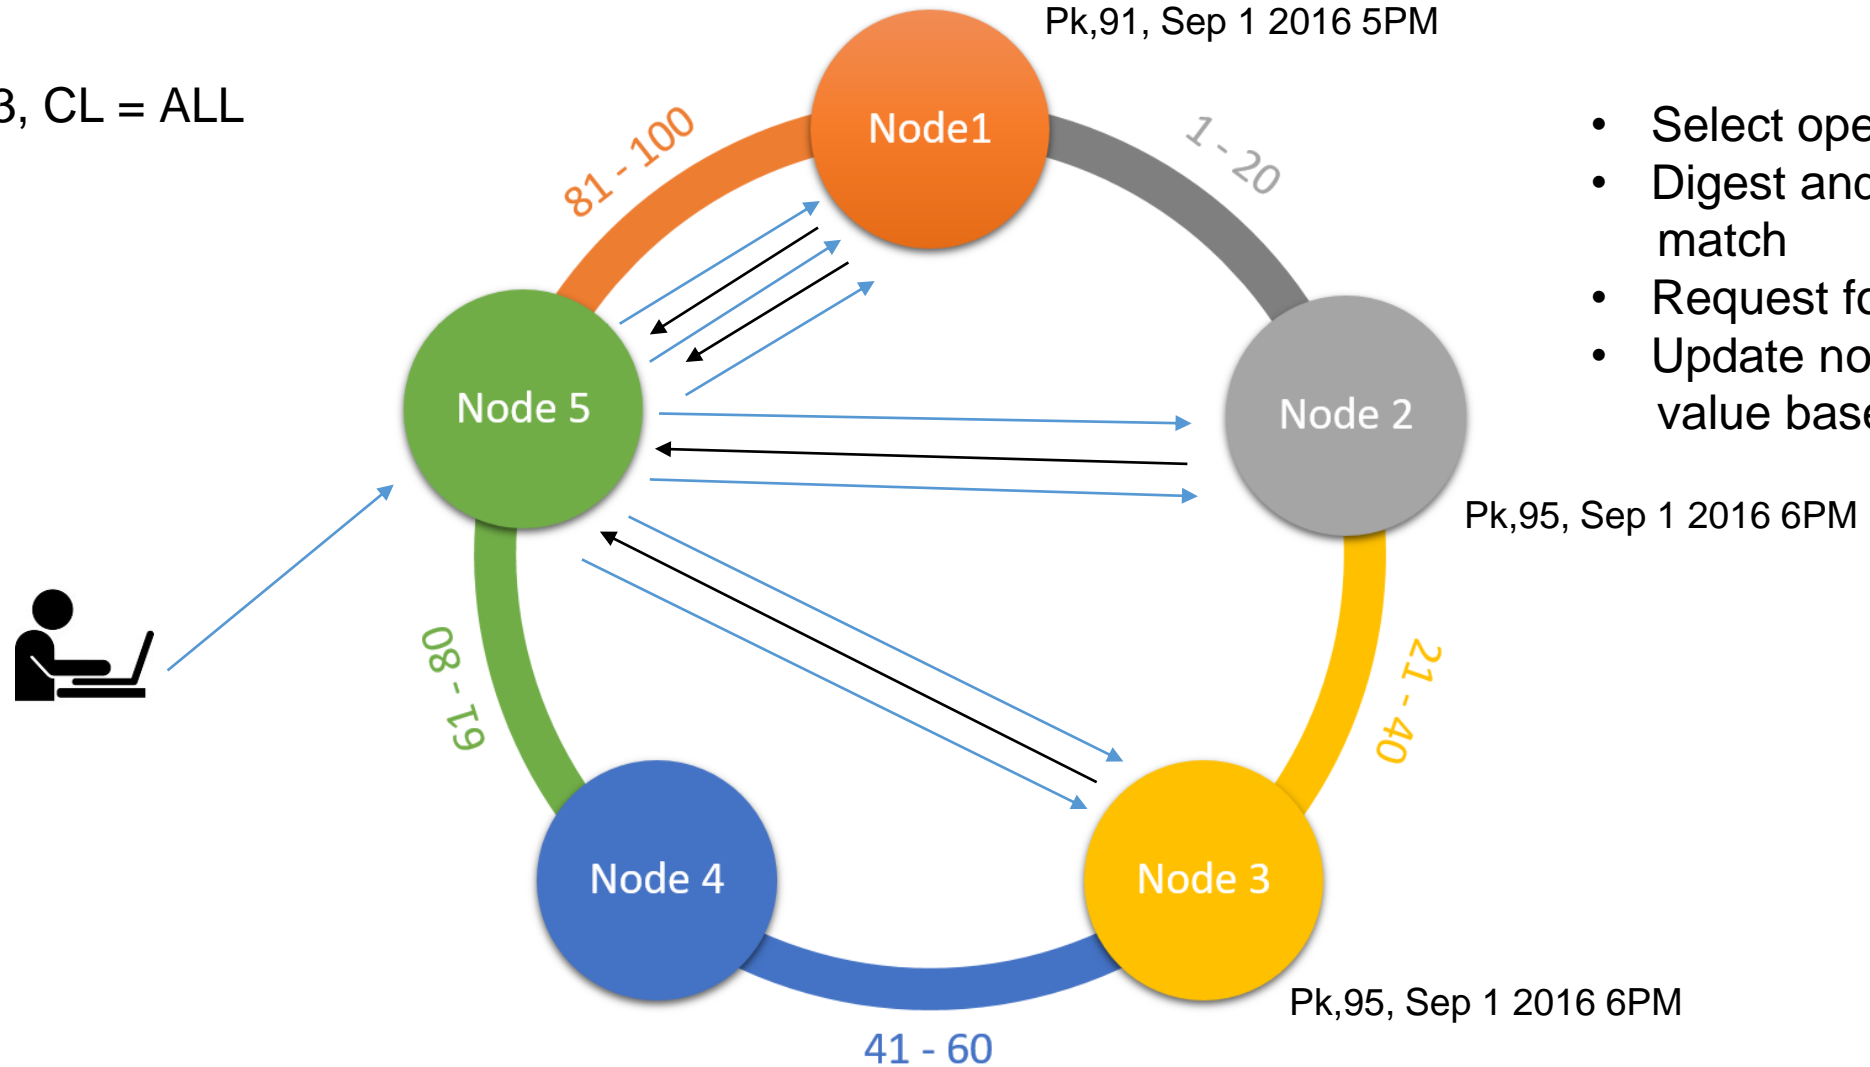 Pk,91, Sep 1 2016 5PM
3, CL = ALL
Node1
81 - 100
1 - 20
• Select ope
• Digest and
match
• Request fo
• Update no
value base
Node 5
Node 2
Pk,95, Sep 1 2016 6PM
61 - 80
21 - 40
Node 4
Node 3
Pk,95, Sep 1 2016 6PM
41 - 60